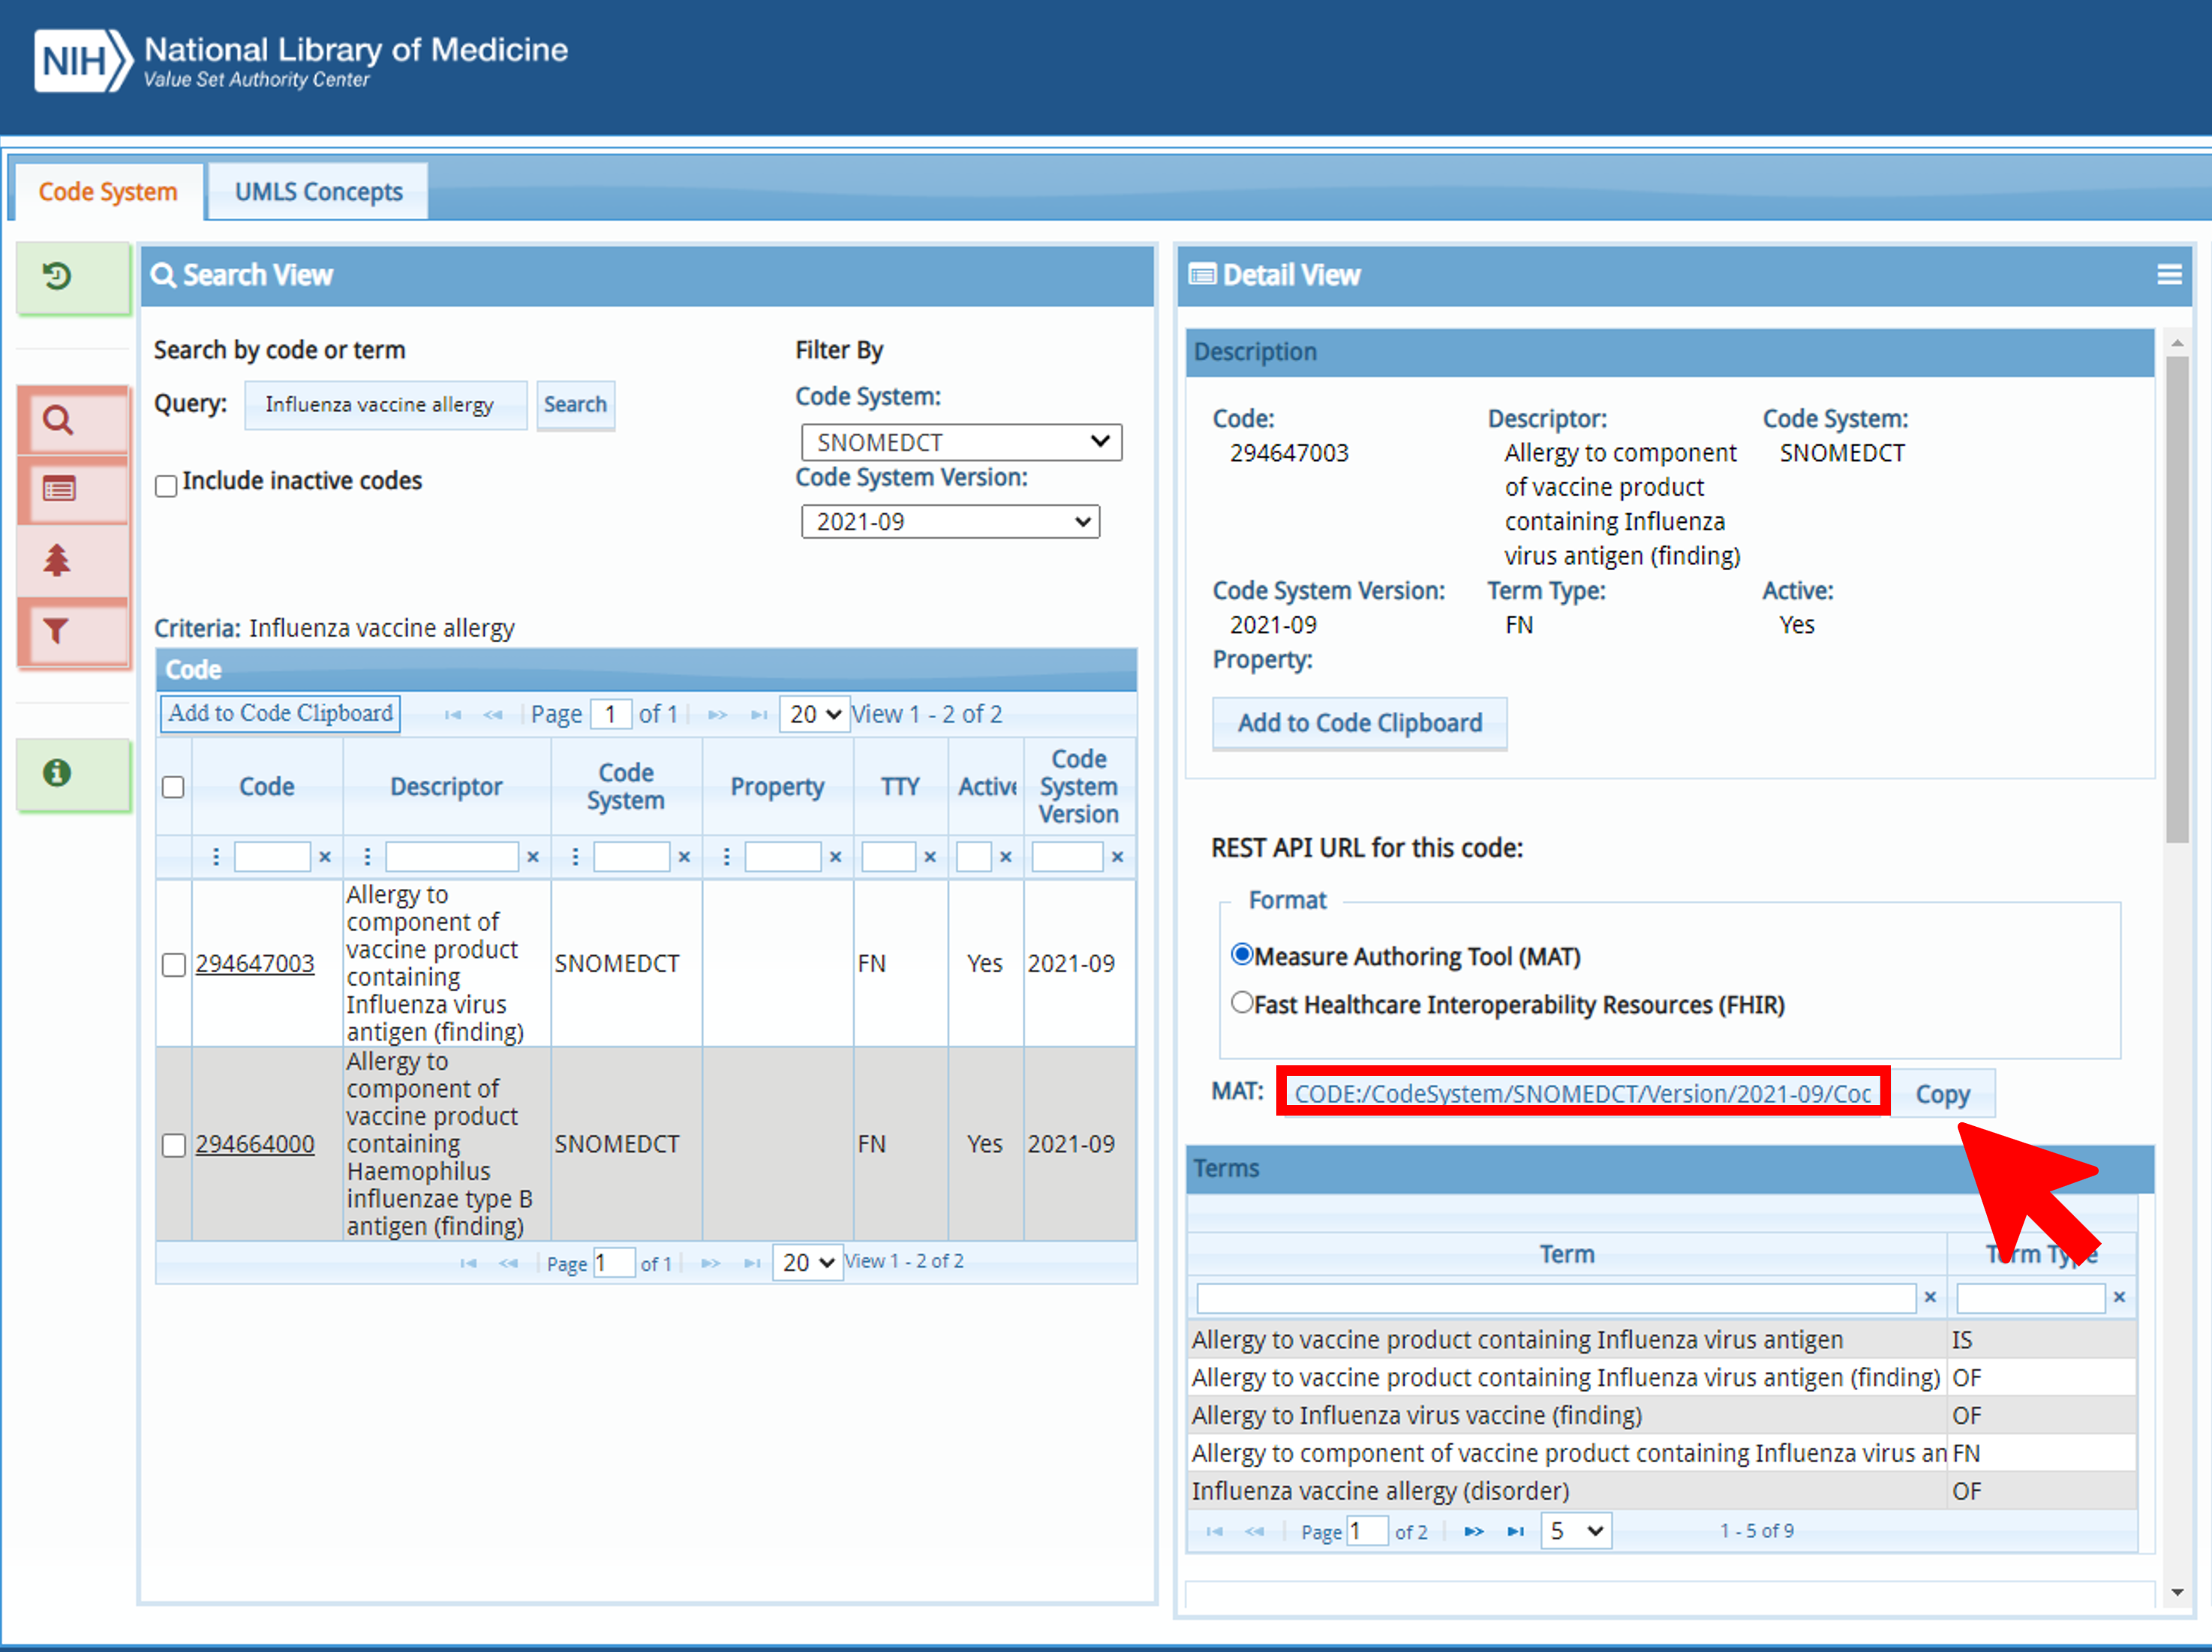 NIH National Library of Medicine
Value Set Authority Center
Code System
UMLS Concepts
Search View
Search by code or term
Query: Influenza vaccine allergy Search
Include inactive codes
Filter By
Code System:
SNOMEDCT
Code System Version:
2021-09
Criteria: Influenza vaccine allergy
Code
Add to Code Clipboard Page 1 of 1 20 View 1 - 2 of 2
Code Descriptor Code System Property TTY Active Code System Version
294647003 Allergy to component of vaccine product containing Influenza virus antigen (finding) SNOMEDCT FN Yes 2021-09
294664000 Allergy to component of vaccine product containing Haemophilus influenzae type B antigen (finding) SNOMEDCT FN Yes 2021-09
Page 1 of 1 20 View 1 - 2 of 2
Detail View
Description
Code: Descriptor: Code System:
294647003 Allergy to component of vaccine product containing Influenza virus antigen (finding) SNOMEDCT
Code System Version: Term Type: Active:
2021-09 FN Yes
Property:
Add to Code Clipboard
REST API URL for this code:
Format
Measure Authoring Tool (MAT)
Fast Healthcare Interoperability Resources (FHIR)
MAT: CODE:/CodeSystem/SNOMEDCT/Version/2021-09/Coc Copy
Terms
Term Term Type
Allergy to vaccine product containing Influenza virus antigen IS
Allergy to vaccine product containing Influenza virus antigen (finding) OF
Allergy to Influenza virus vaccine (finding) OF
Allergy to component of vaccine product containing Influenza virus an FN
Influenza vaccine allergy (disorder) OF
Page 1 of 2 5 1 - 5 of 9